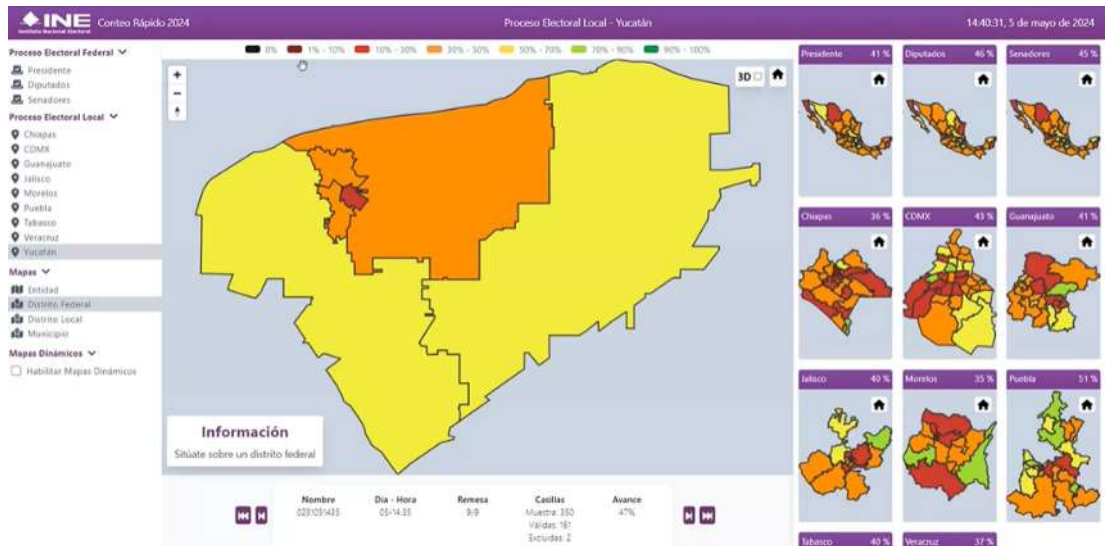 INE
Instituto Nacional Electoral
Conteo Rápido 2024
Proceso Electoral Local - Yucatán
14:40:31, 5 de mayo de 2024
Proceso Electoral Federal
Presidente
Diputados
Senadores
Proceso Electoral Local
Chiapas
CDMX
Guanajuato
Jalisco
Morelos
Puebla
Tabasco
Veracruz
Yucatán
Mapas
Entidad
Distrito Federal
Distrito Local
Municipio
Mapas Dinámicos
Habilitar Mapas Dinámicos
0% 1% - 10% 10% - 30% 30% - 50% 50% - 70% 70% - 90% 90% - 100%
+
−
3D
Información
Sitúate sobre un distrito federal
Nombre Dia - Hora Remesa Casillas Avance
0231051435 05-14:35 9/9 Muestra: 350 47%
Válidas: 161
Excluidas: 2
Presidente 41 % Diputados 46 % Senadores 45 %
Chiapas 36 % CDMX 43 % Guanajuato 41 %
Jalisco 40 % Morelos 35 % Puebla 51 %
Tabasco 40 % Veracruz 37 %